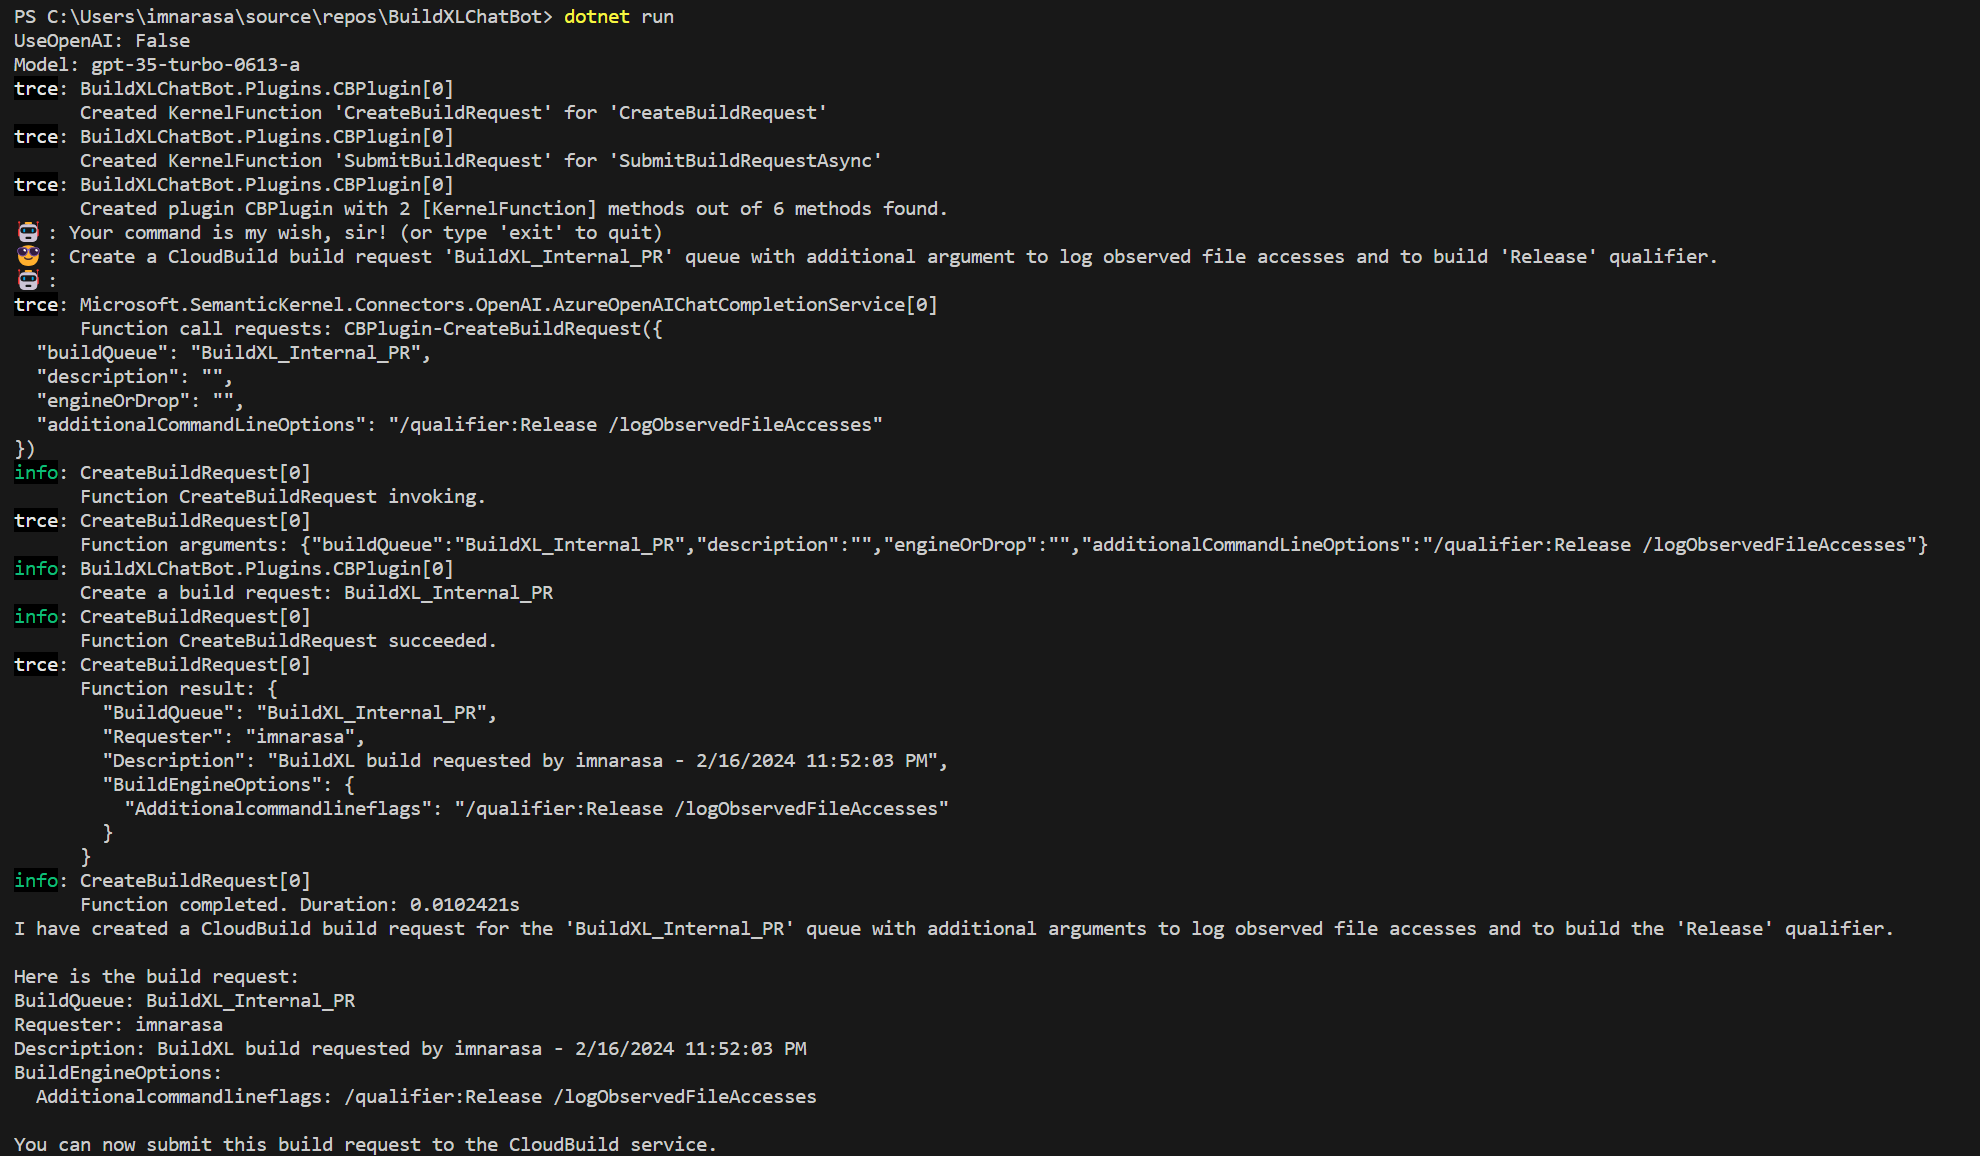 PS C:\Users\imnarasa\source\repos\BuildXLChatBot> dotnet run
UseOpenAI: False
Model: gpt-35-turbo-0613-a
trce: BuildXLChatBot.Plugins.CBPlugin[0]
      Created KernelFunction 'CreateBuildRequest' for 'CreateBuildRequest'
trce: BuildXLChatBot.Plugins.CBPlugin[0]
      Created KernelFunction 'SubmitBuildRequest' for 'SubmitBuildRequestAsync'
trce: BuildXLChatBot.Plugins.CBPlugin[0]
      Created plugin CBPlugin with 2 [KernelFunction] methods out of 6 methods found.
🤖 : Your command is my wish, sir! (or type 'exit' to quit)
😎 : Create a CloudBuild build request 'BuildXL_Internal_PR' queue with additional argument to log observed file accesses and to build 'Release' qualifier.
🤖 :
trce: Microsoft.SemanticKernel.Connectors.OpenAI.AzureOpenAIChatCompletionService[0]
      Function call requests: CBPlugin-CreateBuildRequest({
  "buildQueue": "BuildXL_Internal_PR",
  "description": "",
  "engineOrDrop": "",
  "additionalCommandLineOptions": "/qualifier:Release /logObservedFileAccesses"
})
info: CreateBuildRequest[0]
      Function CreateBuildRequest invoking.
trce: CreateBuildRequest[0]
      Function arguments: {"buildQueue":"BuildXL_Internal_PR","description":"","engineOrDrop":"","additionalCommandLineOptions":"/qualifier:Release /logObservedFileAccesses"}
info: BuildXLChatBot.Plugins.CBPlugin[0]
      Create a build request: BuildXL_Internal_PR
info: CreateBuildRequest[0]
      Function CreateBuildRequest succeeded.
trce: CreateBuildRequest[0]
      Function result: {
        "BuildQueue": "BuildXL_Internal_PR",
        "Requester": "imnarasa",
        "Description": "BuildXL build requested by imnarasa - 2/16/2024 11:52:03 PM",
        "BuildEngineOptions": {
          "Additionalcommandlineflags": "/qualifier:Release /logObservedFileAccesses"
        }
      }
info: CreateBuildRequest[0]
      Function completed. Duration: 0.0102421s
I have created a CloudBuild build request for the 'BuildXL_Internal_PR' queue with additional arguments to log observed file accesses and to build the 'Release' qualifier.

Here is the build request:
BuildQueue: BuildXL_Internal_PR
Requester: imnarasa
Description: BuildXL build requested by imnarasa - 2/16/2024 11:52:03 PM
BuildEngineOptions:
  Additionalcommandlineflags: /qualifier:Release /logObservedFileAccesses

You can now submit this build request to the CloudBuild service.